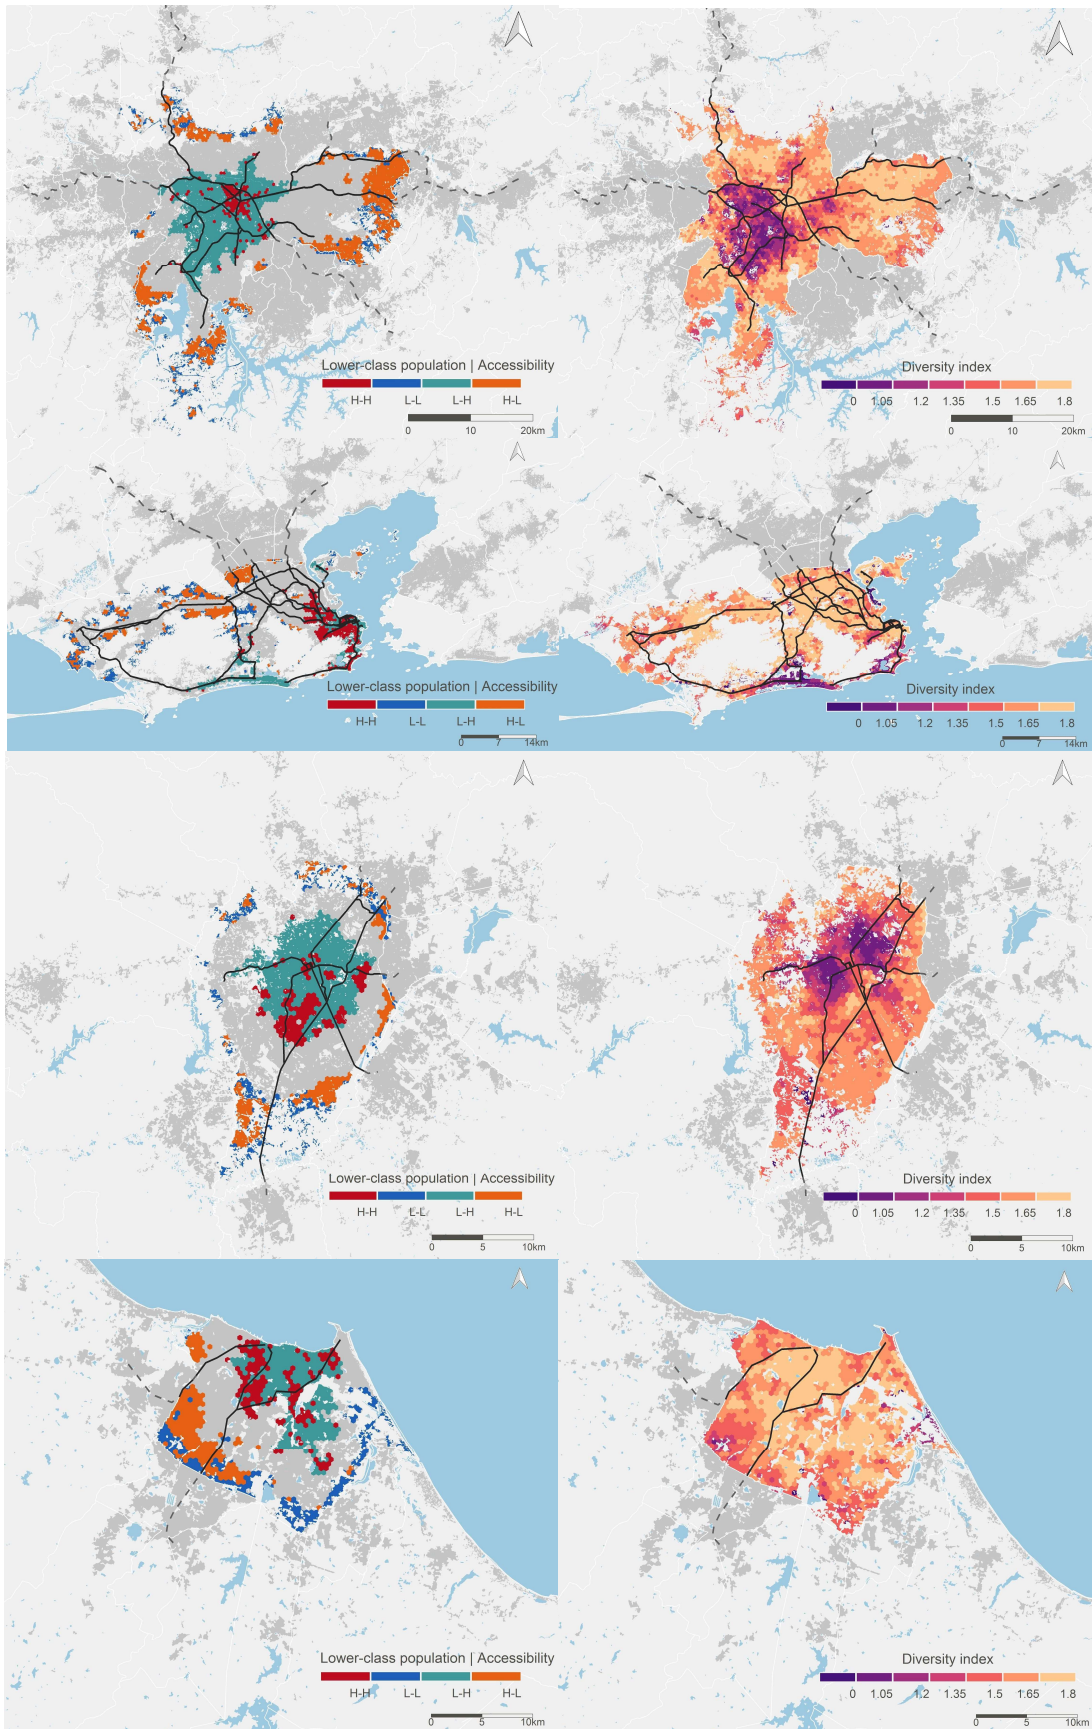 Lower-class population | Accessibility
H-H L-L L-H H-L
0 10 20km
Diversity index
0 1.05 1.2 1.35 1.5 1.65 1.8
0 10 20km
Lower-class population | Accessibility
H-H L-L L-H H-L
0 7 14km
Diversity index
0 1.05 1.2 1.35 1.5 1.65 1.8
0 7 14km
Lower-class population | Accessibility
H-H L-L L-H H-L
0 5 10km
Diversity index
0 1.05 1.2 1.35 1.5 1.65 1.8
0 5 10km
Lower-class population | Accessibility
H-H L-L L-H H-L
0 5 10km
Diversity index
0 1.05 1.2 1.35 1.5 1.65 1.8
0 5 10km